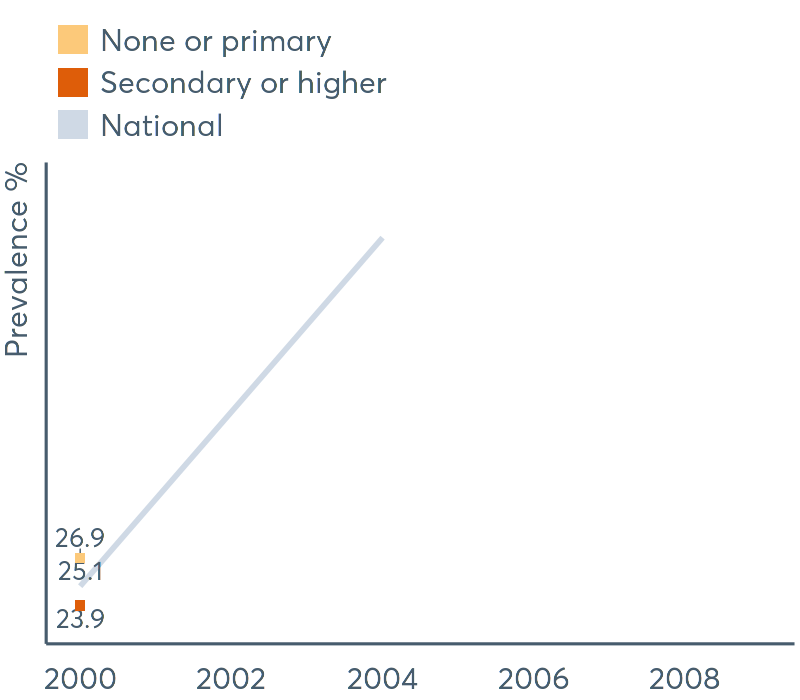 None or primary
Secondary or higher
National
Prevalence %
26.9
25.1
23.9
2000 2002 2004 2006 2008